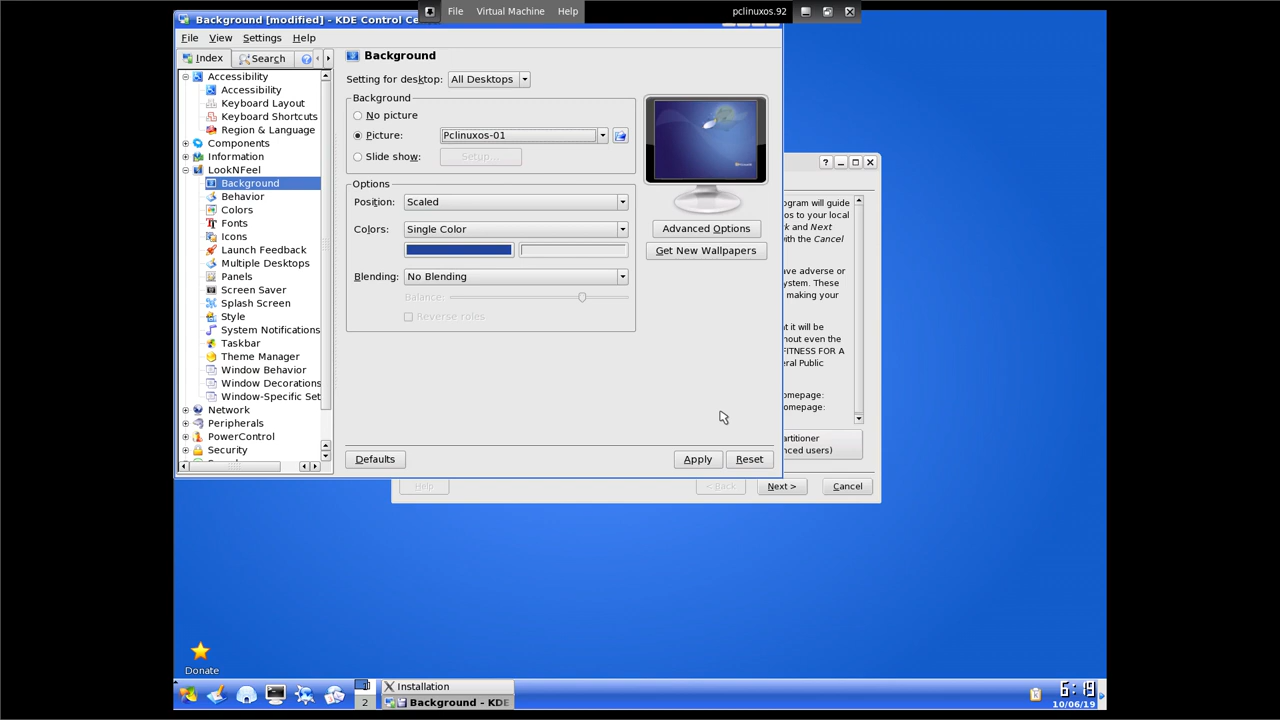 Background [modified] - KDE Control Ce
File Virtual Machine Help
pclinuxos.92
File View Settings Help
Index Search
Accessibility
Accessibility
Keyboard Layout
Keyboard Shortcuts
Region & Language
Components
Information
LookNFeel
Background
Behavior
Colors
Fonts
Icons
Launch Feedback
Multiple Desktops
Panels
Screen Saver
Splash Screen
Style
System Notifications
Taskbar
Theme Manager
Window Behavior
Window Decorations
Window-Specific Set
Network
Peripherals
PowerControl
Security
Background
Setting for desktop: All Desktops
Background
No picture
Picture: Pclinuxos-01
Slide show: Setup...
Options
Position: Scaled
Colors: Single Color
Blending: No Blending
Balance:
Reverse roles
Advanced Options
Get New Wallpapers
Defaults
Apply
Reset
ogram will guide
os to your local
k and Next
ith the Cancel
ave adverse or
ystem. These
making your
t it will be
hout even the
FITNESS FOR A
ral Public
omepage:
omepage:
artitioner
nced users)
Help
< Back
Next >
Cancel
Donate
1
2
Installation
Background - KDE
6:19
10/06/19